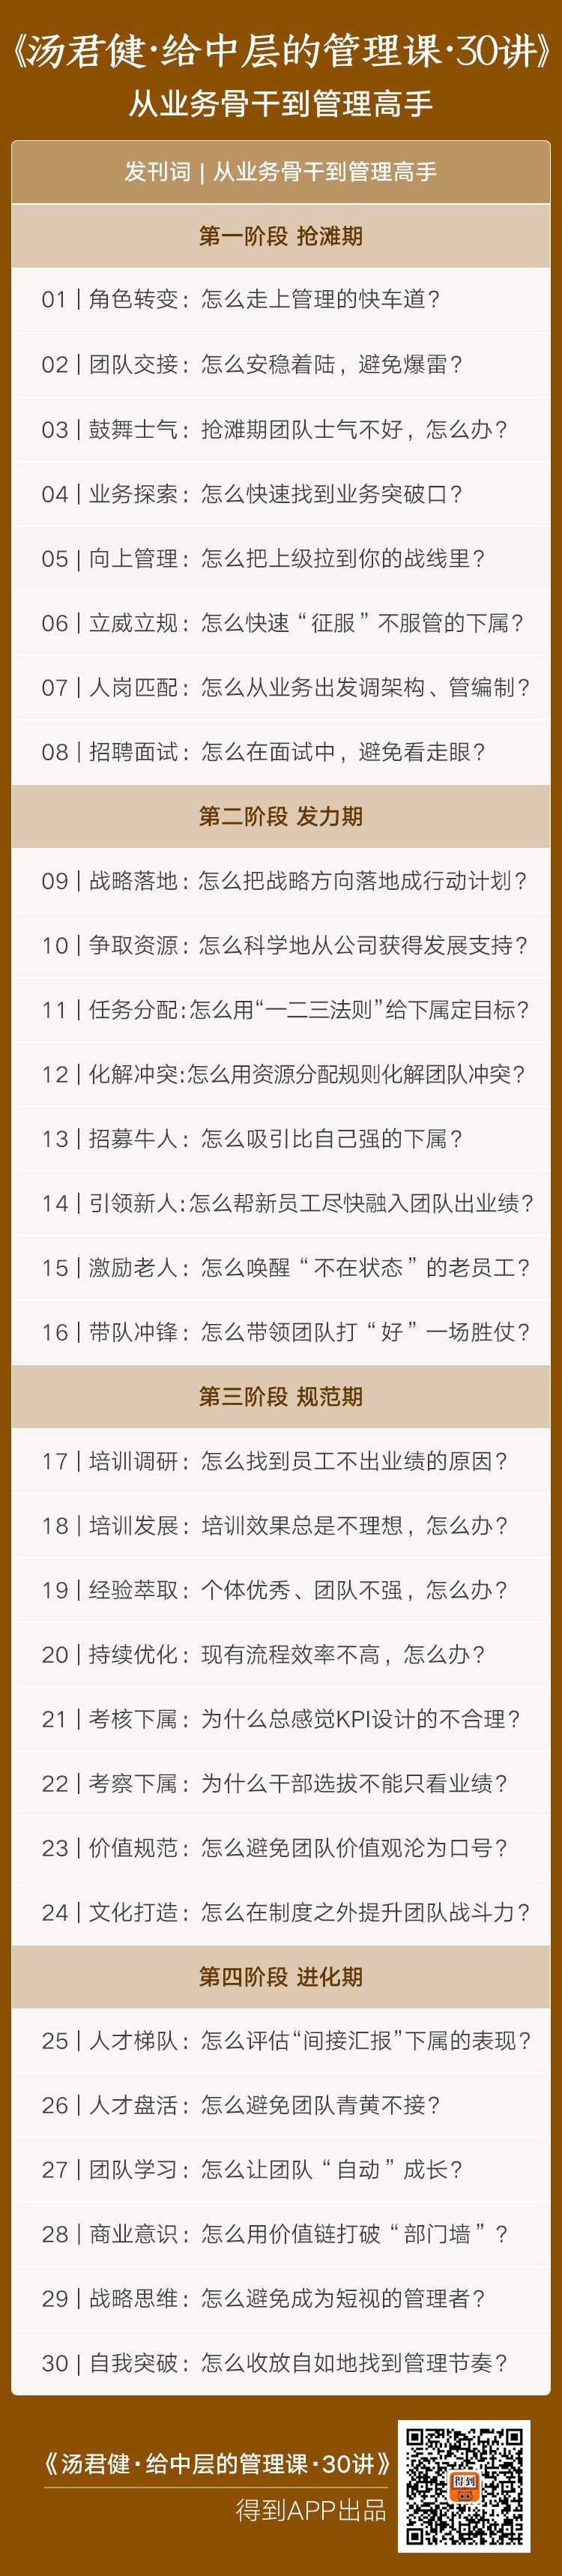 《汤君健·给中层的管理课·30讲》
从业务骨干到管理高手
发刊词 | 从业务骨干到管理高手
第一阶段 抢滩期
01 | 角色转变：怎么走上管理的快车道？
02 | 团队交接：怎么安稳着陆，避免爆雷？
03 | 鼓舞士气：抢滩期团队士气不好，怎么办？
04 | 业务探索：怎么快速找到业务突破口？
05 | 向上管理：怎么把上级拉到你的战线里？
06 | 立威立规：怎么快速“征服”不服管的下属？
07 | 人岗匹配：怎么从业务出发调架构、管编制？
08 | 招聘面试：怎么在面试中，避免看走眼？
第二阶段 发力期
09 | 战略落地：怎么把战略方向落地成行动计划？
10 | 争取资源：怎么科学地从公司获得发展支持？
11 | 任务分配：怎么用“一二三法则”给下属定目标？
12 | 化解冲突：怎么用资源分配规则化解团队冲突？
13 | 招募牛人：怎么吸引比自己强的下属？
14 | 引领新人：怎么帮新员工尽快融入团队出业绩？
15 | 激励老人：怎么唤醒“不在状态”的老员工？
16 | 带队冲锋：怎么带领团队打“好”一场胜仗？
第三阶段 规范期
17 | 培训调研：怎么找到员工不出业绩的原因？
18 | 培训发展：培训效果总是不理想，怎么办？
19 | 经验萃取：个体优秀、团队不强，怎么办？
20 | 持续优化：现有流程效率不高，怎么办？
21 | 考核下属：为什么总感觉KPI设计的不合理？
22 | 考察下属：为什么干部选拔不能只看业绩？
23 | 价值规范：怎么避免团队价值观沦为口号？
24 | 文化打造：怎么在制度之外提升团队战斗力？
第四阶段 进化期
25 | 人才梯队：怎么评估“间接汇报”下属的表现？
26 | 人才盘活：怎么避免团队青黄不接？
27 | 团队学习：怎么让团队“自动”成长？
28 | 商业意识：怎么用价值链打破“部门墙”？
29 | 战略思维：怎么避免成为短视的管理者？
30 | 自我突破：怎么收放自如地找到管理节奏？
《汤君健·给中层的管理课·30讲》
得到APP出品
得到